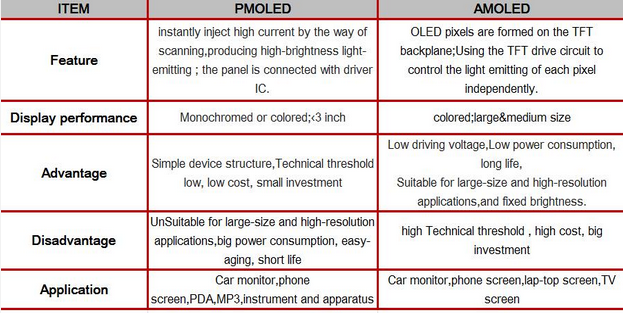 ITEM
PMOLED
AMOLED
Feature
instantly inject high current by the way of
scanning,producing high-brightness light-
emitting ; the panel is connected with driver
IC.
OLED pixels are formed on the TFT
backplane;Using the TFT drive circuit to
control the light emitting of each pixel
independently.
Display performance
Monochromed or colored;<3 inch
colored;large&medium size
Advantage
Simple device structure,Technical threshold
low, low cost, small investment
Low driving voltage,Low power consumption,
long life,
Suitable for large-size and high-resolution
applications,and fixed brightness.
Disadvantage
UnSuitable for large-size and high-resolution
applications,big power consumption, easy-
aging, short life
high Technical threshold , high cost, big
investment
Application
Car monitor,phone
screen,PDA,MP3,instrument and apparatus
Car monitor,phone screen,lap-top screen,TV
screen